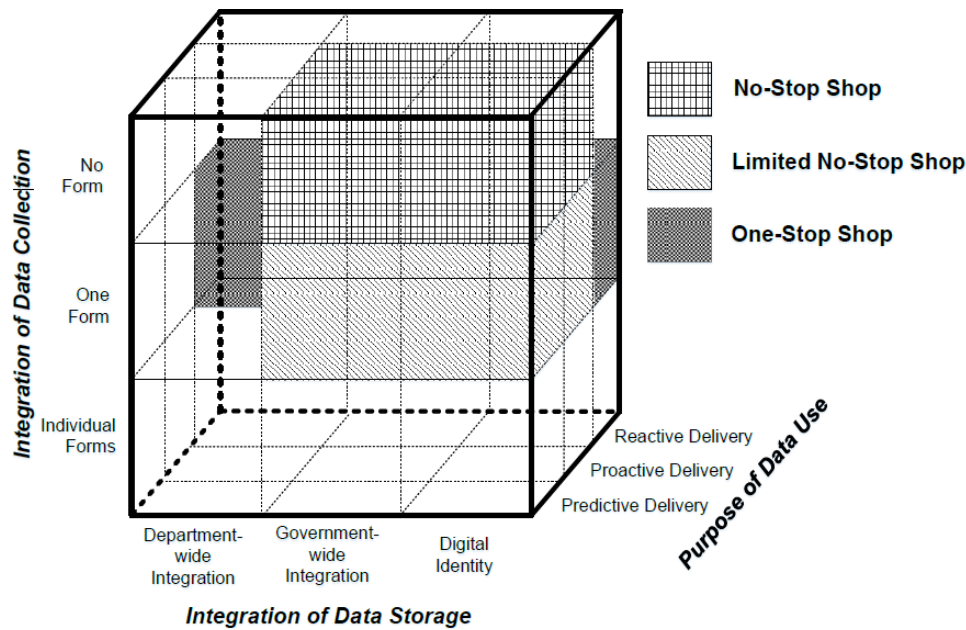 No-Stop Shop
Limited No-Stop Shop
One-Stop Shop
Integration of Data Collection
No
Form
One
Form
Individual
Forms
Reactive Delivery
Proactive Delivery
Predictive Delivery
Purpose of Data Use
Department-
wide
Integration
Government-
wide
Integration
Digital
Identity
Integration of Data Storage